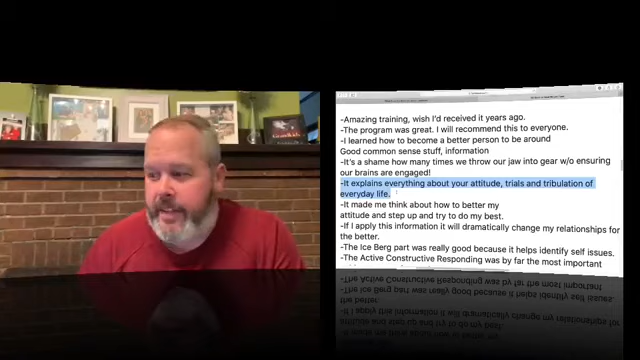 -Amazing training, wish I'd received it years ago.
-The program was great. I will recommend this to everyone.
-I learned how to become a better person to be around
Good common sense stuff, information
-It's a shame how many times we throw our jaw into gear w/o ensuring
our brains are engaged!
-It explains everything about your attitude, trials and tribulation of
everyday life.
-It made me think about how to better my
attitude and step up and try to do my best.
-If I apply this information it will dramatically change my relationships for
the better.
-The Ice Berg part was really good because it helps identify self issues.
-The Active Constructive Responding was by far the most important